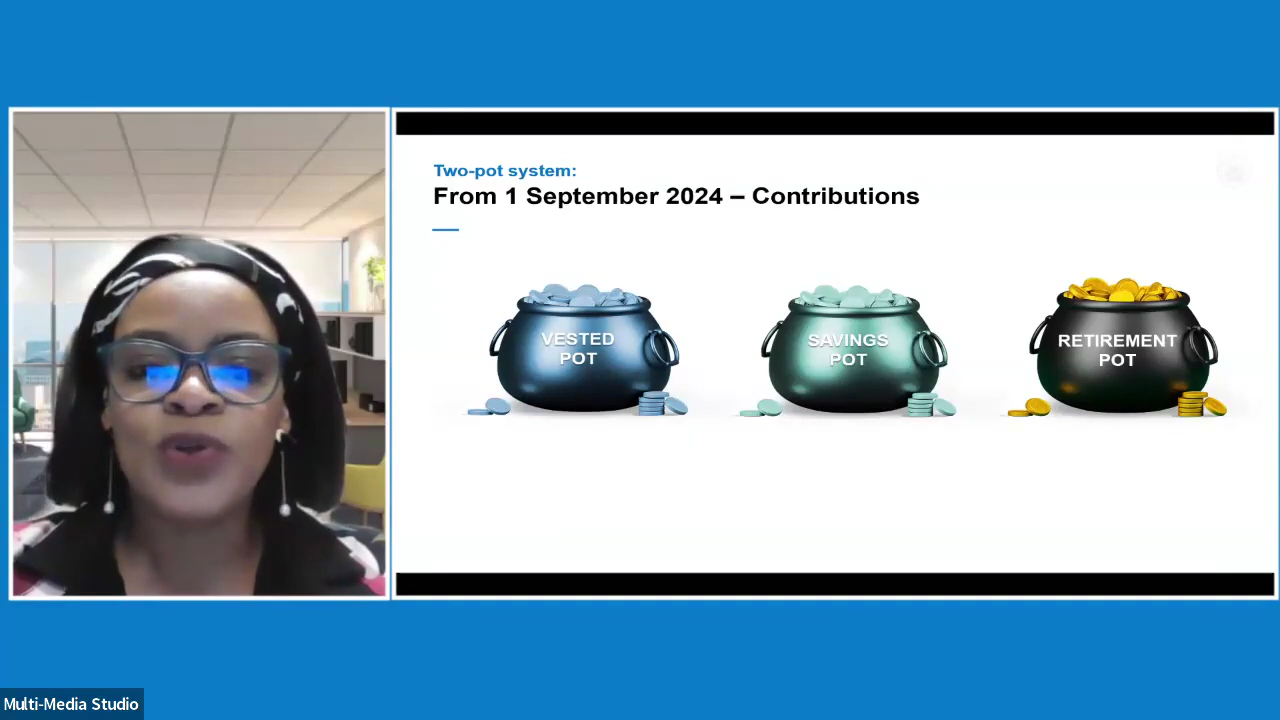 Two-pot system:
From 1 September 2024 – Contributions
VESTED
POT
SAVINGS
POT
RETIREMENT
POT
Multi-Media Studio